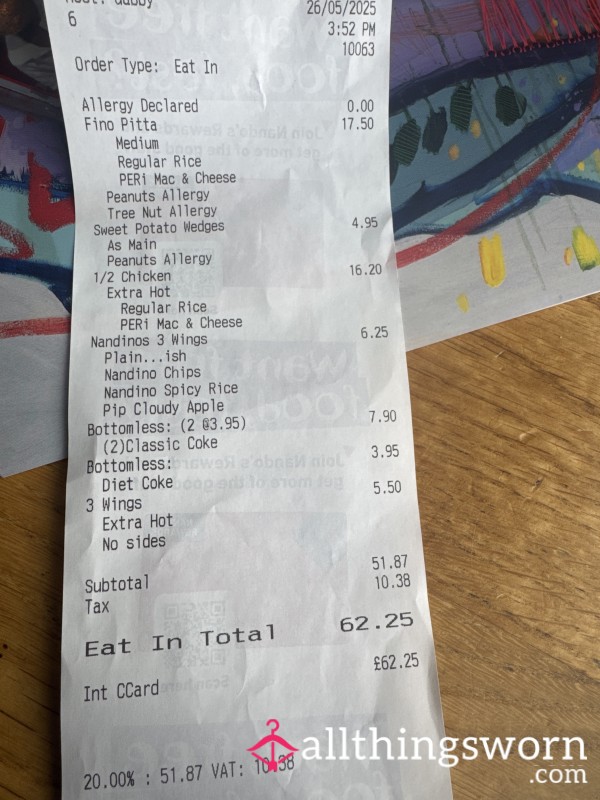 Host: Gabby
26/05/2025
6
3:52 PM
10063
Order Type: Eat In
Allergy Declared 0.00
Fino Pitta 17.50
Medium
Regular Rice
PERi Mac & Cheese
Peanuts Allergy
Tree Nut Allergy
Sweet Potato Wedges 4.95
As Main
Peanuts Allergy
1/2 Chicken 16.20
Extra Hot
Regular Rice
PERi Mac & Cheese
Nandinos 3 Wings 6.25
Plain...ish
Nandino Chips
Nandino Spicy Rice
Pip Cloudy Apple
Bottomless: (2 @3.95) 7.90
(2)Classic Coke
Bottomless: 3.95
Diet Coke
3 Wings 5.50
Extra Hot
No sides
Subtotal 51.87
Tax 10.38
Eat In Total 62.25
Int CCard £62.25
20.00% : 51.87 VAT: 10.38
allthingsworn
.com